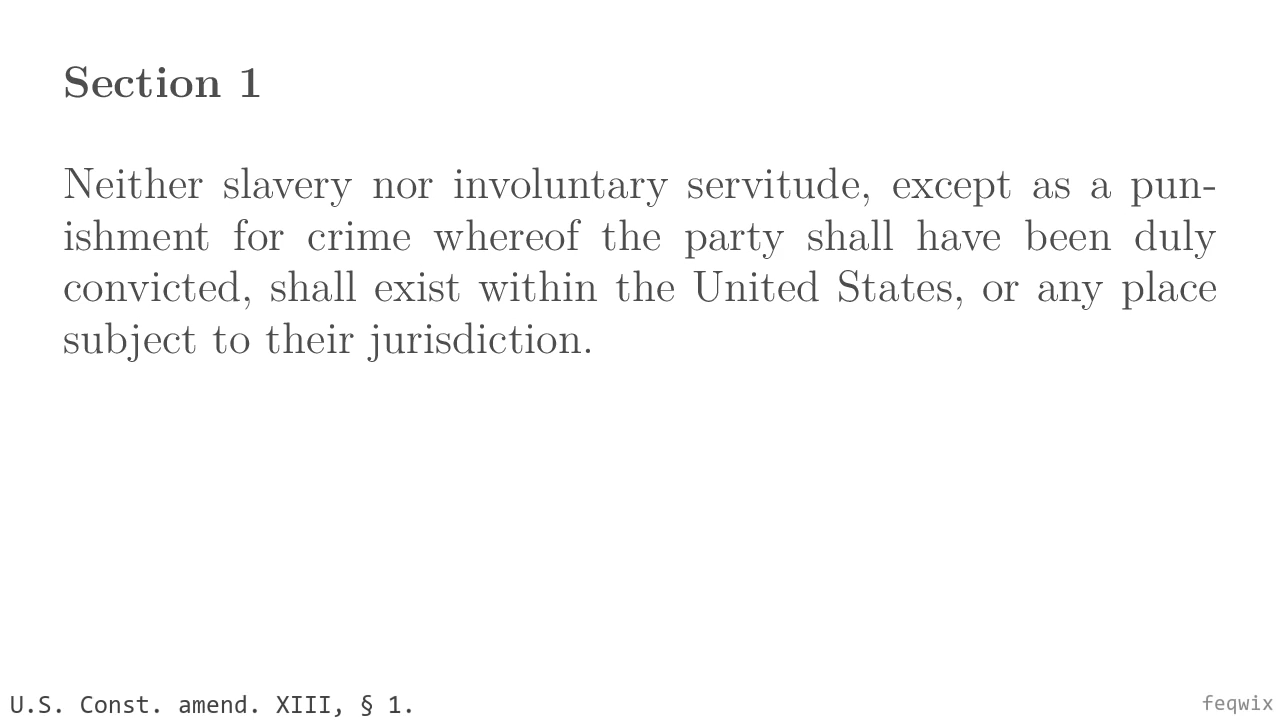 Section 1
Neither slavery nor involuntary servitude, except as a pun-
ishment for crime whereof the party shall have been duly
convicted, shall exist within the United States, or any place
subject to their jurisdiction.
U.S. Const. amend. XIII, § 1.
feqwix